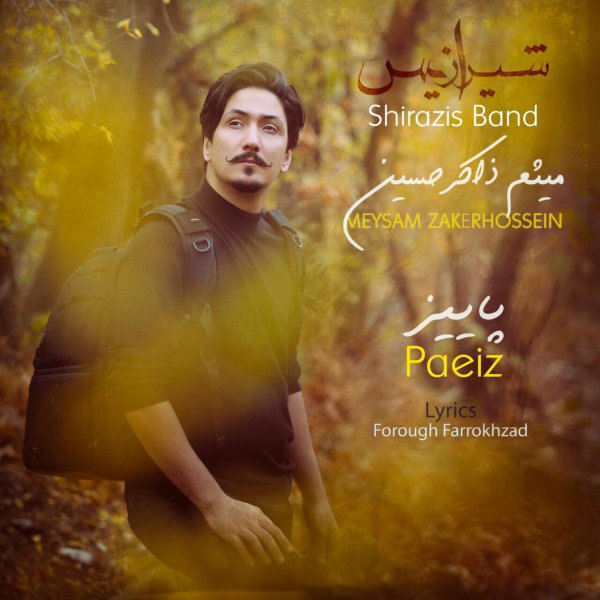 شیرازیس
Shirazis Band
میثم ذاکرحسین
MEYSAM ZAKERHOSSEIN
پاییز
Paeiz
Lyrics
Forough Farrokhzad